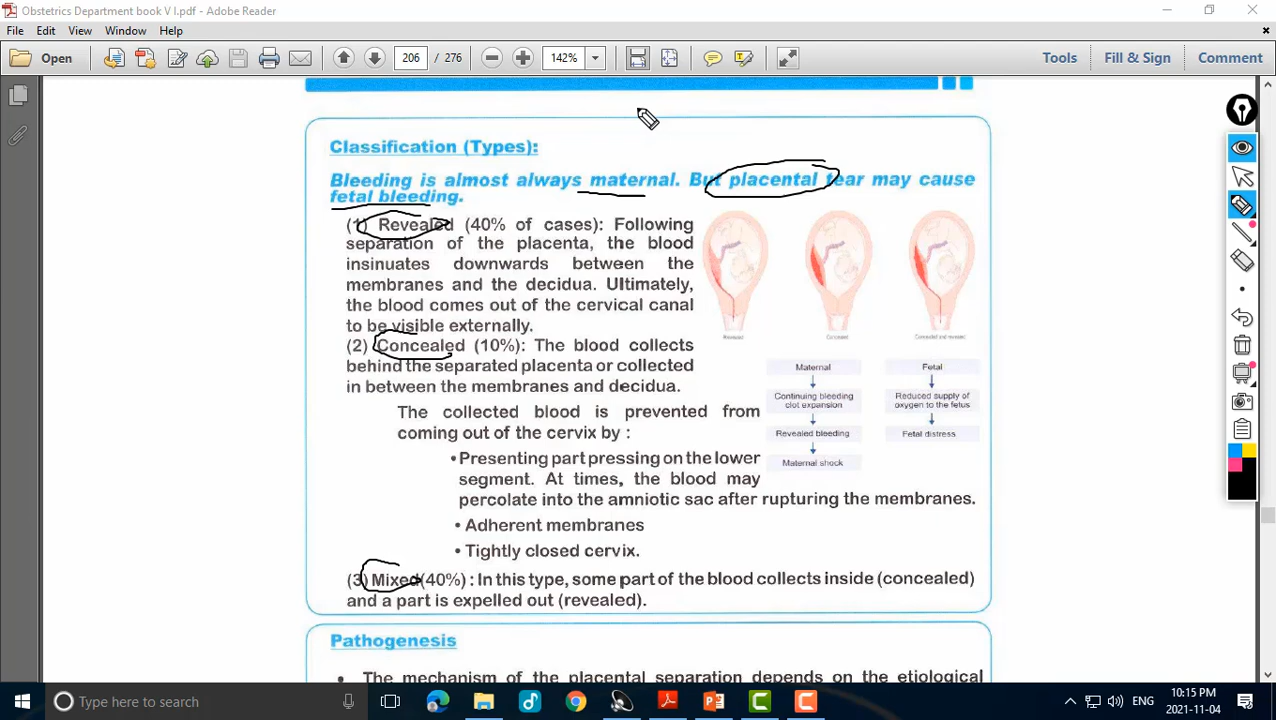 Obstetrics Department book V I.pdf - Adobe Reader
File Edit View Window Help
Open 206 / 276 142% Tools Fill & Sign Comment
Classification (Types):
Bleeding is almost always maternal. But placental tear may cause
fetal bleeding.
(1) Revealed (40% of cases): Following
separation of the placenta, the blood
insinuates downwards between the
membranes and the decidua. Ultimately,
the blood comes out of the cervical canal
to be visible externally.
(2) Concealed (10%): The blood collects
behind the separated placenta or collected
in between the membranes and decidua.
Revealed Concealed Concealed and revealed
Maternal
Continuing bleeding
clot expansion
Revealed bleeding
Maternal shock
Fetal
Reduced supply of
oxygen to the fetus
Fetal distress
The collected blood is prevented from
coming out of the cervix by :
• Presenting part pressing on the lower
segment. At times, the blood may
percolate into the amniotic sac after rupturing the membranes.
• Adherent membranes
• Tightly closed cervix.
(3) Mixed(40%) : In this type, some part of the blood collects inside (concealed)
and a part is expelled out (revealed).
Pathogenesis
• The mechanism of the placental separation depends on the etiological
Type here to search
ENG
10:15 PM
2021-11-04